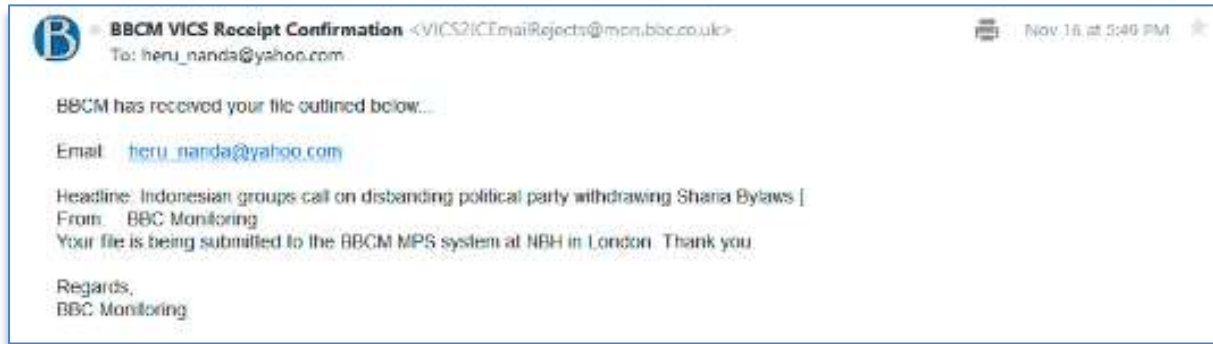 B
BBCM VICS Receipt Confirmation <VICS2ICEmailRejects@mon.bbc.co.uk> Nov 16 at 5:49 PM
To: heru_nanda@yahoo.com
BBCM has received your file outlined below...
Email: heru_nanda@yahoo.com
Headline: Indonesian groups call on disbanding political party withdrawing Sharia Bylaws [
From: BBC Monitoring
Your file is being submitted to the BBCM MPS system at NBH in London. Thank you.
Regards,
BBC Monitoring